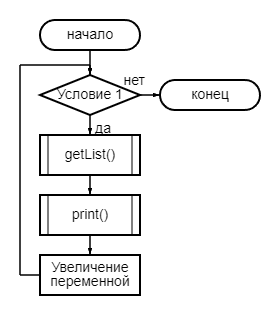 начало
нет
Условие 1
конец
да
getList()
print()
Увеличение
переменной